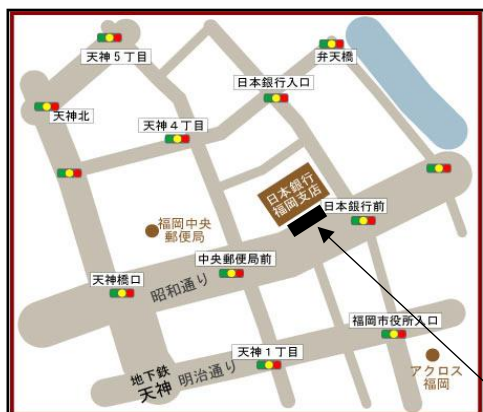 天神５丁目
弁天橋
日本銀行入口
天神北
天神４丁目
日本銀行
福岡支店
日本銀行前
福岡中央
郵便局
中央郵便局前
天神橋口
昭和通り
福岡市役所入口
天神１丁目
地下鉄
天神
明治通り
アクロス
福岡